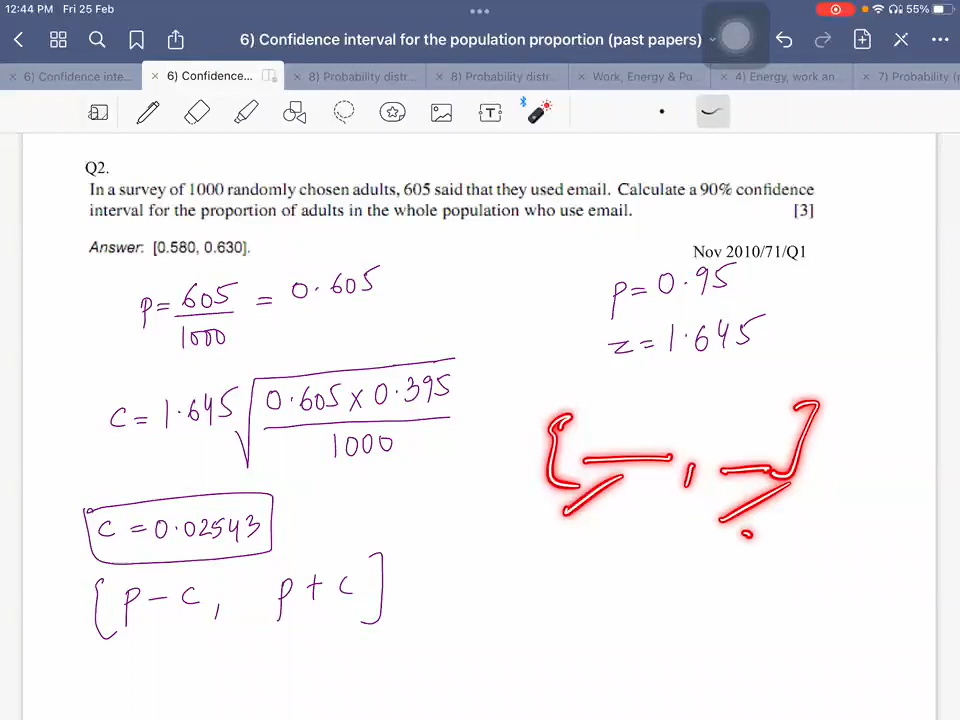 12:44 PM Fri 25 Feb
55%
6) Confidence interval for the population proportion (past papers)
6) Confidence inte...
6) Confidence...
8) Probability distr...
8) Probability distr...
Work, Energy & Po...
4) Energy, work an...
7) Probability (
Q2.
In a survey of 1000 randomly chosen adults, 605 said that they used email. Calculate a 90% confidence
interval for the proportion of adults in the whole population who use email. [3]
Answer: [0.580, 0.630].
Nov 2010/71/Q1
p = 605/1000 = 0.605
p = 0.95
z = 1.645
c = 1.645 √(0.605 x 0.395 / 1000)
[ — , — ]
c = 0.02543
[ p - c, p + c ]